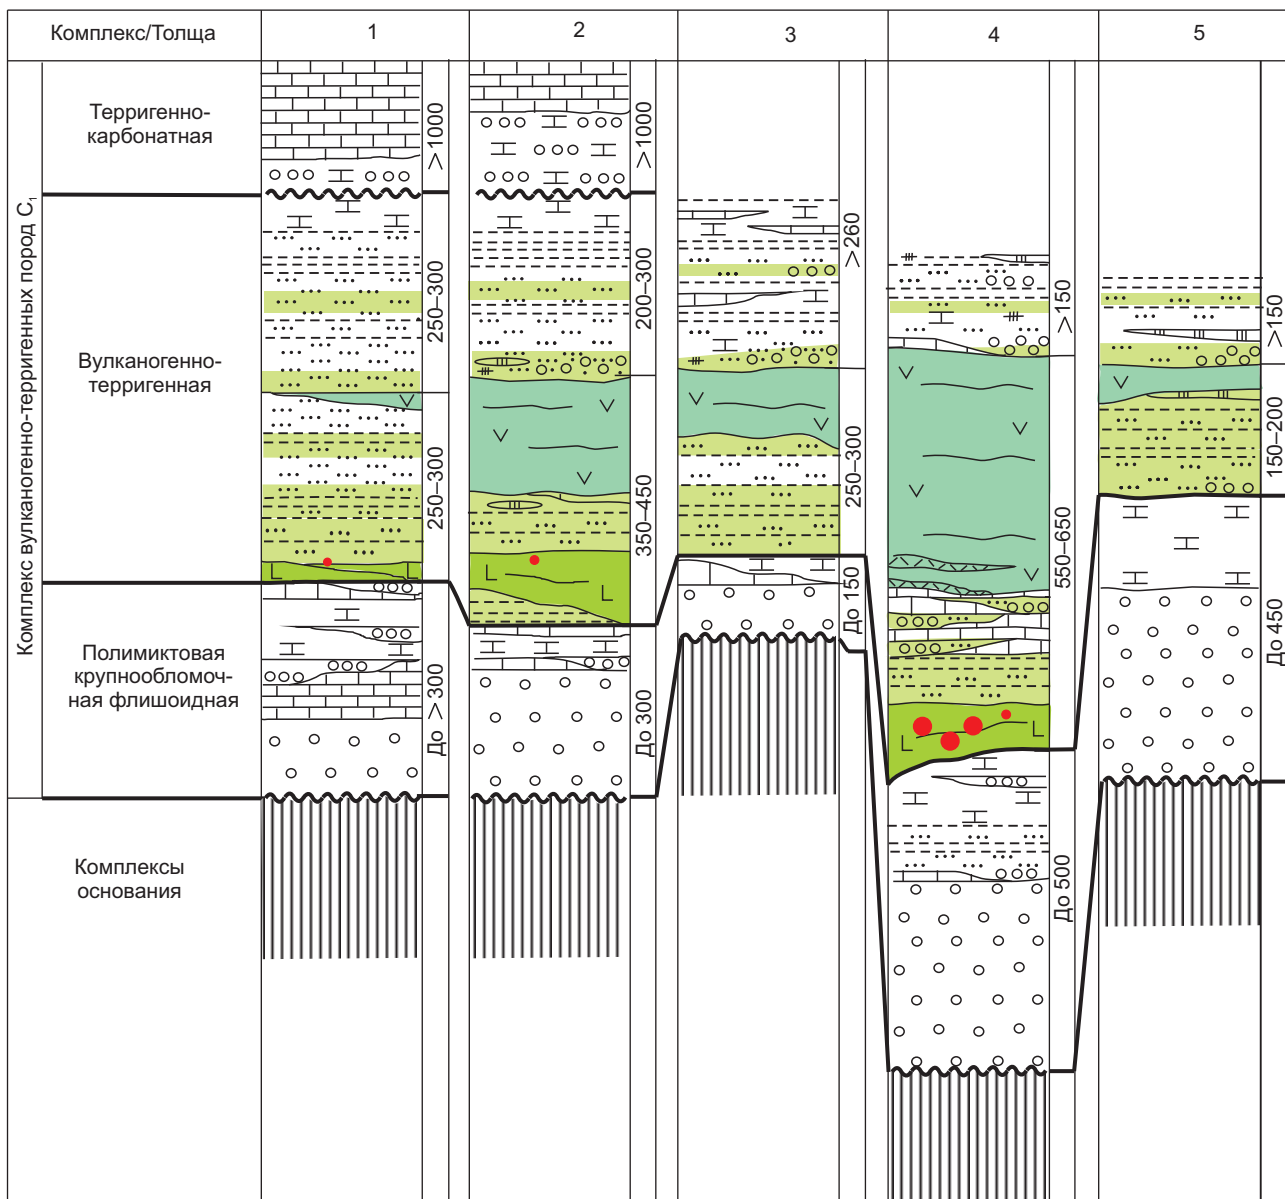 Комплекс/Толща
1
2
3
4
5
Комплекс вулканогенно-терригенных пород C₁
Терригенно-
карбонатная
>1000
>1000
Вулканогенно-
терригенная
250–300
200–300
>260
>150
>150
250–300
350–450
250–300
550–650
150–200
Полимиктовая
крупнообломоч-
ная флишоидная
До >300
До 300
До 150
До 500
До 450
Комплексы
основания